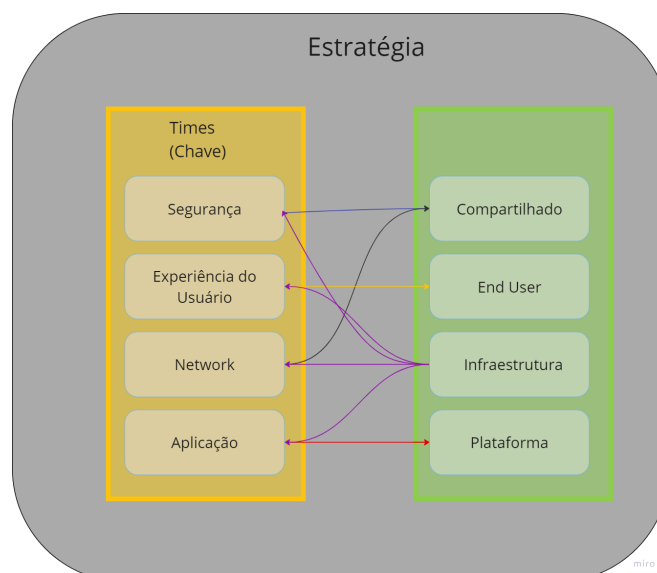 Estratégia
Times
(Chave)
Segurança
Experiência do
Usuário
Network
Aplicação
Compartilhado
End User
Infraestrutura
Plataforma
miro